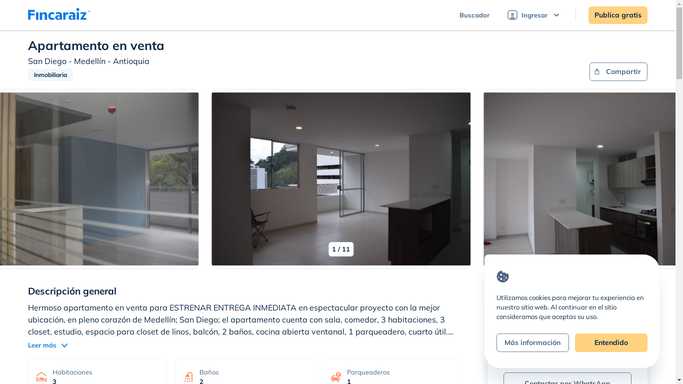 Fincaraiz
Buscador
Ingresar
Publica gratis
Apartamento en venta
San Diego - Medellín - Antioquia
Inmobiliaria
Compartir
1 / 11
Descripción general
Hermoso apartamento en venta para ESTRENAR ENTREGA INMEDIATA en espectacular proyecto con la mejor
ubicación, en pleno corazón de Medellín: San Diego; el apartamento cuenta con sala, comedor, 3 habitaciones, 3
closet, estudio, espacio para closet de linos, balcón, 2 baños, cocina abierta ventanal, 1 parqueadero, cuarto útil....
Leer más
Habitaciones
3
Baños
2
Parqueaderos
1
Utilizamos cookies para mejorar tu experiencia en
nuestro sitio web. Al continuar en el sitio
consideramos que aceptas su uso.
Más información
Entendido
Contactar por WhatsApp